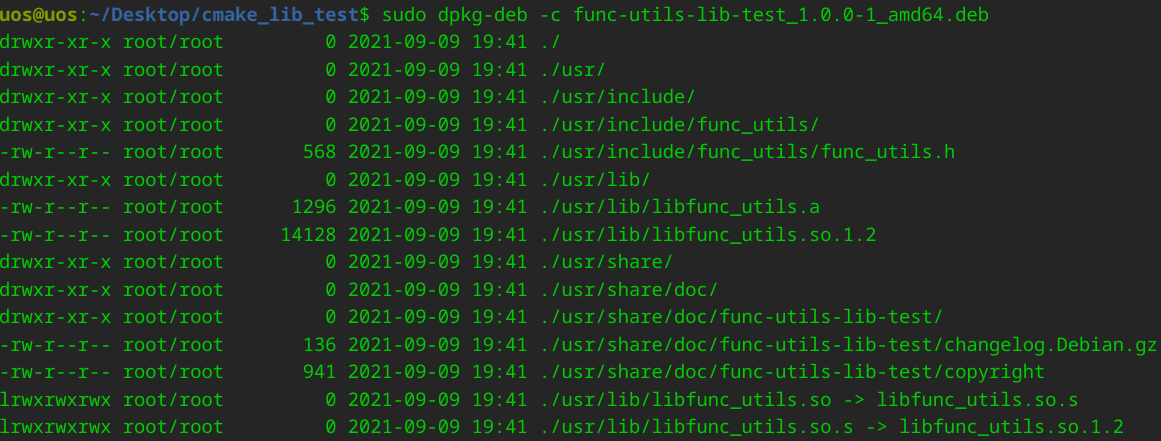 uos@uos:~/Desktop/cmake_lib_test$ sudo dpkg-deb -c func-utils-lib-test_1.0.0-1_amd64.deb
drwxr-xr-x root/root         0 2021-09-09 19:41 ./
drwxr-xr-x root/root         0 2021-09-09 19:41 ./usr/
drwxr-xr-x root/root         0 2021-09-09 19:41 ./usr/include/
drwxr-xr-x root/root         0 2021-09-09 19:41 ./usr/include/func_utils/
-rw-r--r-- root/root       568 2021-09-09 19:41 ./usr/include/func_utils/func_utils.h
drwxr-xr-x root/root         0 2021-09-09 19:41 ./usr/lib/
-rw-r--r-- root/root      1296 2021-09-09 19:41 ./usr/lib/libfunc_utils.a
-rw-r--r-- root/root     14128 2021-09-09 19:41 ./usr/lib/libfunc_utils.so.1.2
drwxr-xr-x root/root         0 2021-09-09 19:41 ./usr/share/
drwxr-xr-x root/root         0 2021-09-09 19:41 ./usr/share/doc/
drwxr-xr-x root/root         0 2021-09-09 19:41 ./usr/share/doc/func-utils-lib-test/
-rw-r--r-- root/root       136 2021-09-09 19:41 ./usr/share/doc/func-utils-lib-test/changelog.Debian.gz
-rw-r--r-- root/root       941 2021-09-09 19:41 ./usr/share/doc/func-utils-lib-test/copyright
lrwxrwxrwx root/root         0 2021-09-09 19:41 ./usr/lib/libfunc_utils.so -> libfunc_utils.so.s
lrwxrwxrwx root/root         0 2021-09-09 19:41 ./usr/lib/libfunc_utils.so.s -> libfunc_utils.so.1.2